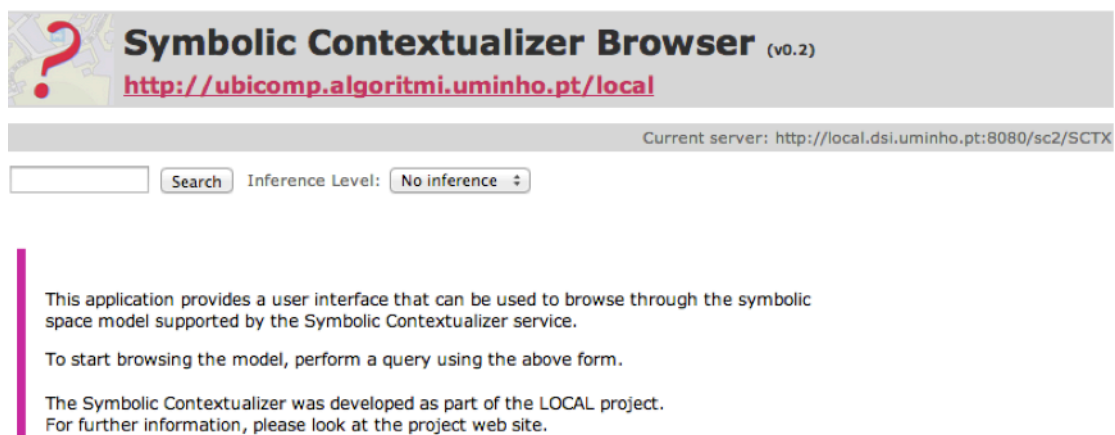 ?
Symbolic Contextualizer Browser (v0.2)
http://ubicomp.algoritmi.uminho.pt/local
Current server: http://local.dsi.uminho.pt:8080/sc2/SCTX
Search Inference Level: No inference
This application provides a user interface that can be used to browse through the symbolic
space model supported by the Symbolic Contextualizer service.
To start browsing the model, perform a query using the above form.
The Symbolic Contextualizer was developed as part of the LOCAL project.
For further information, please look at the project web site.